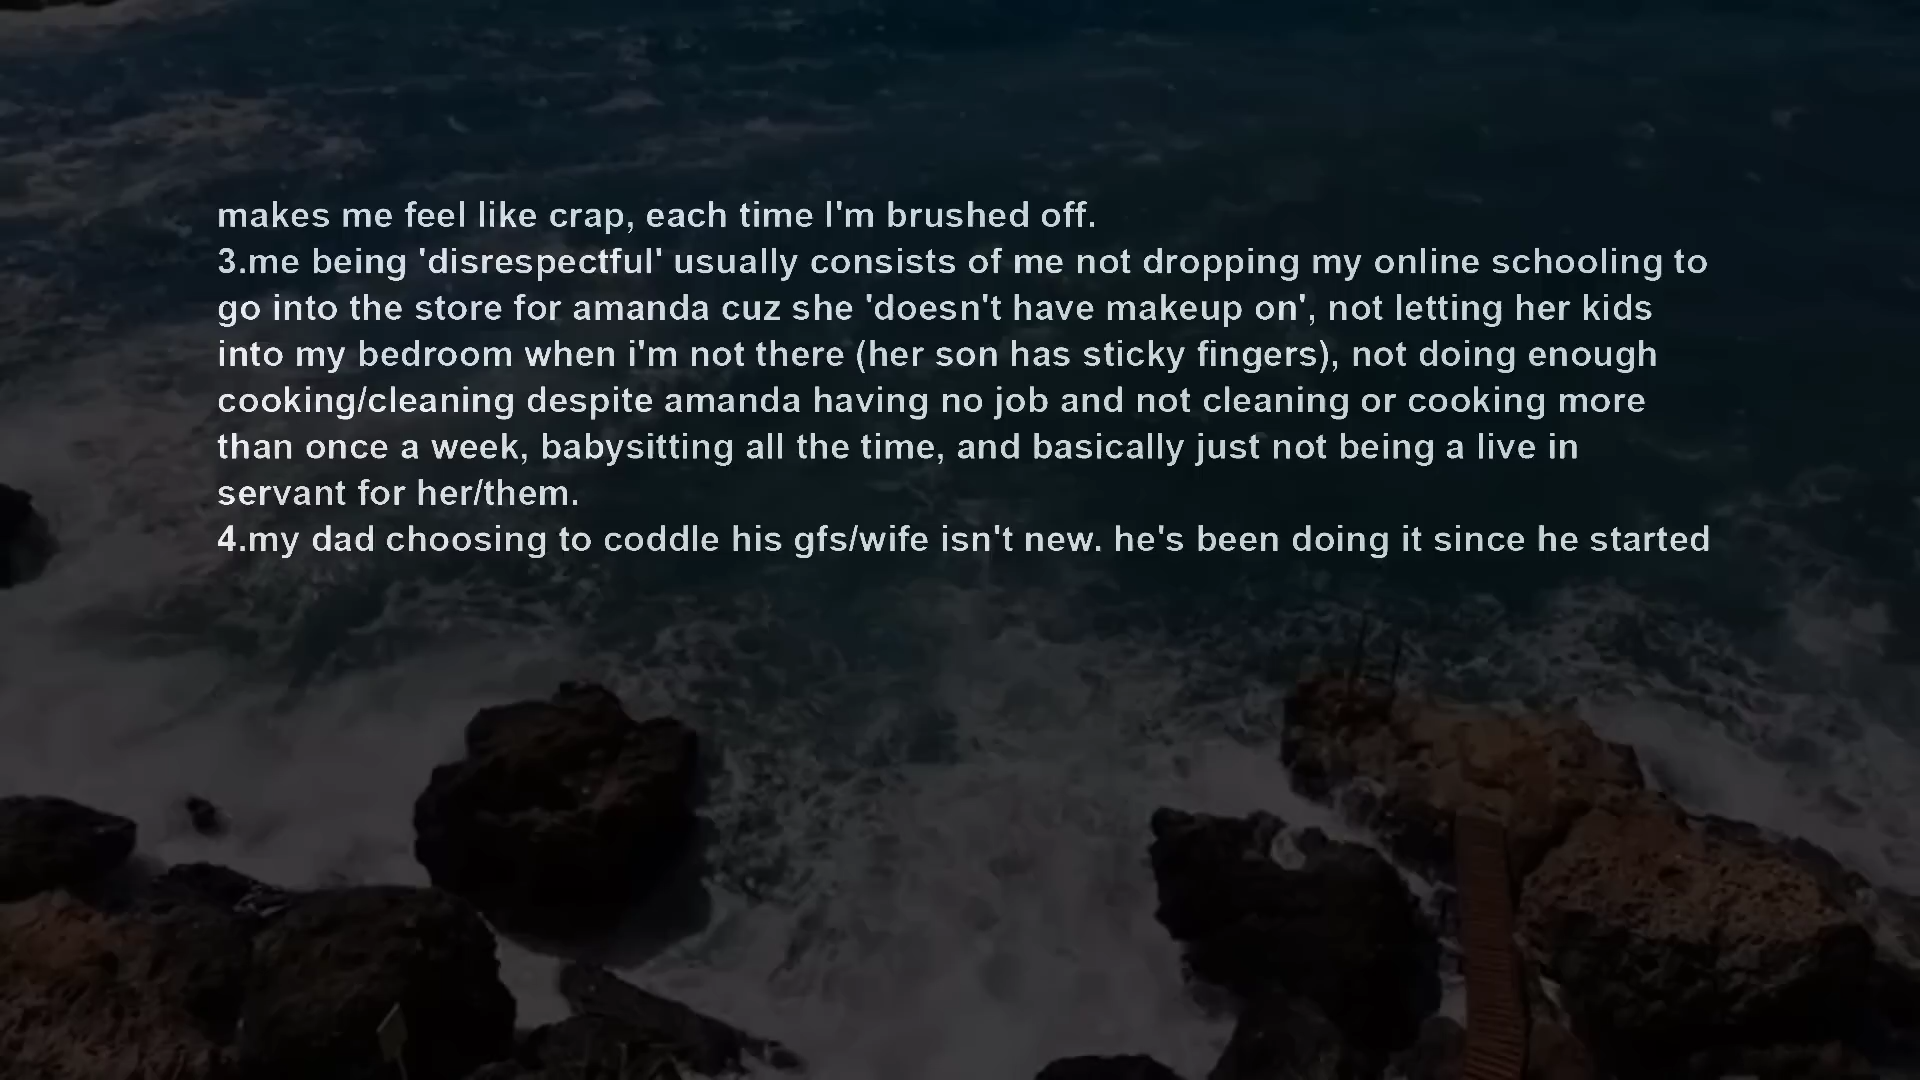 makes me feel like crap, each time I'm brushed off.
3.me being 'disrespectful' usually consists of me not dropping my online schooling to
go into the store for amanda cuz she 'doesn't have makeup on', not letting her kids
into my bedroom when i'm not there (her son has sticky fingers), not doing enough
cooking/cleaning despite amanda having no job and not cleaning or cooking more
than once a week, babysitting all the time, and basically just not being a live in
servant for her/them.
4.my dad choosing to coddle his gfs/wife isn't new. he's been doing it since he started